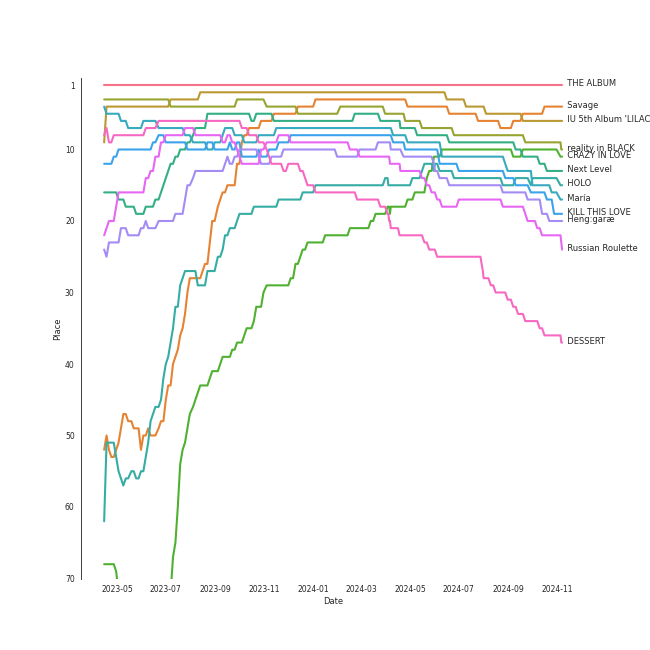 1
10
20
30
40
50
60
70
Place
2023-05
2023-07
2023-09
2023-11
2024-01
2024-03
2024-05
2024-07
2024-09
2024-11
Date
THE ALBUM
Savage
IU 5th Album 'LILAC
reality in BLACK
CRAZY IN LOVE
Next Level
HOLO
María
KILL THIS LOVE
Heng:garæ
Russian Roulette
DESSERT